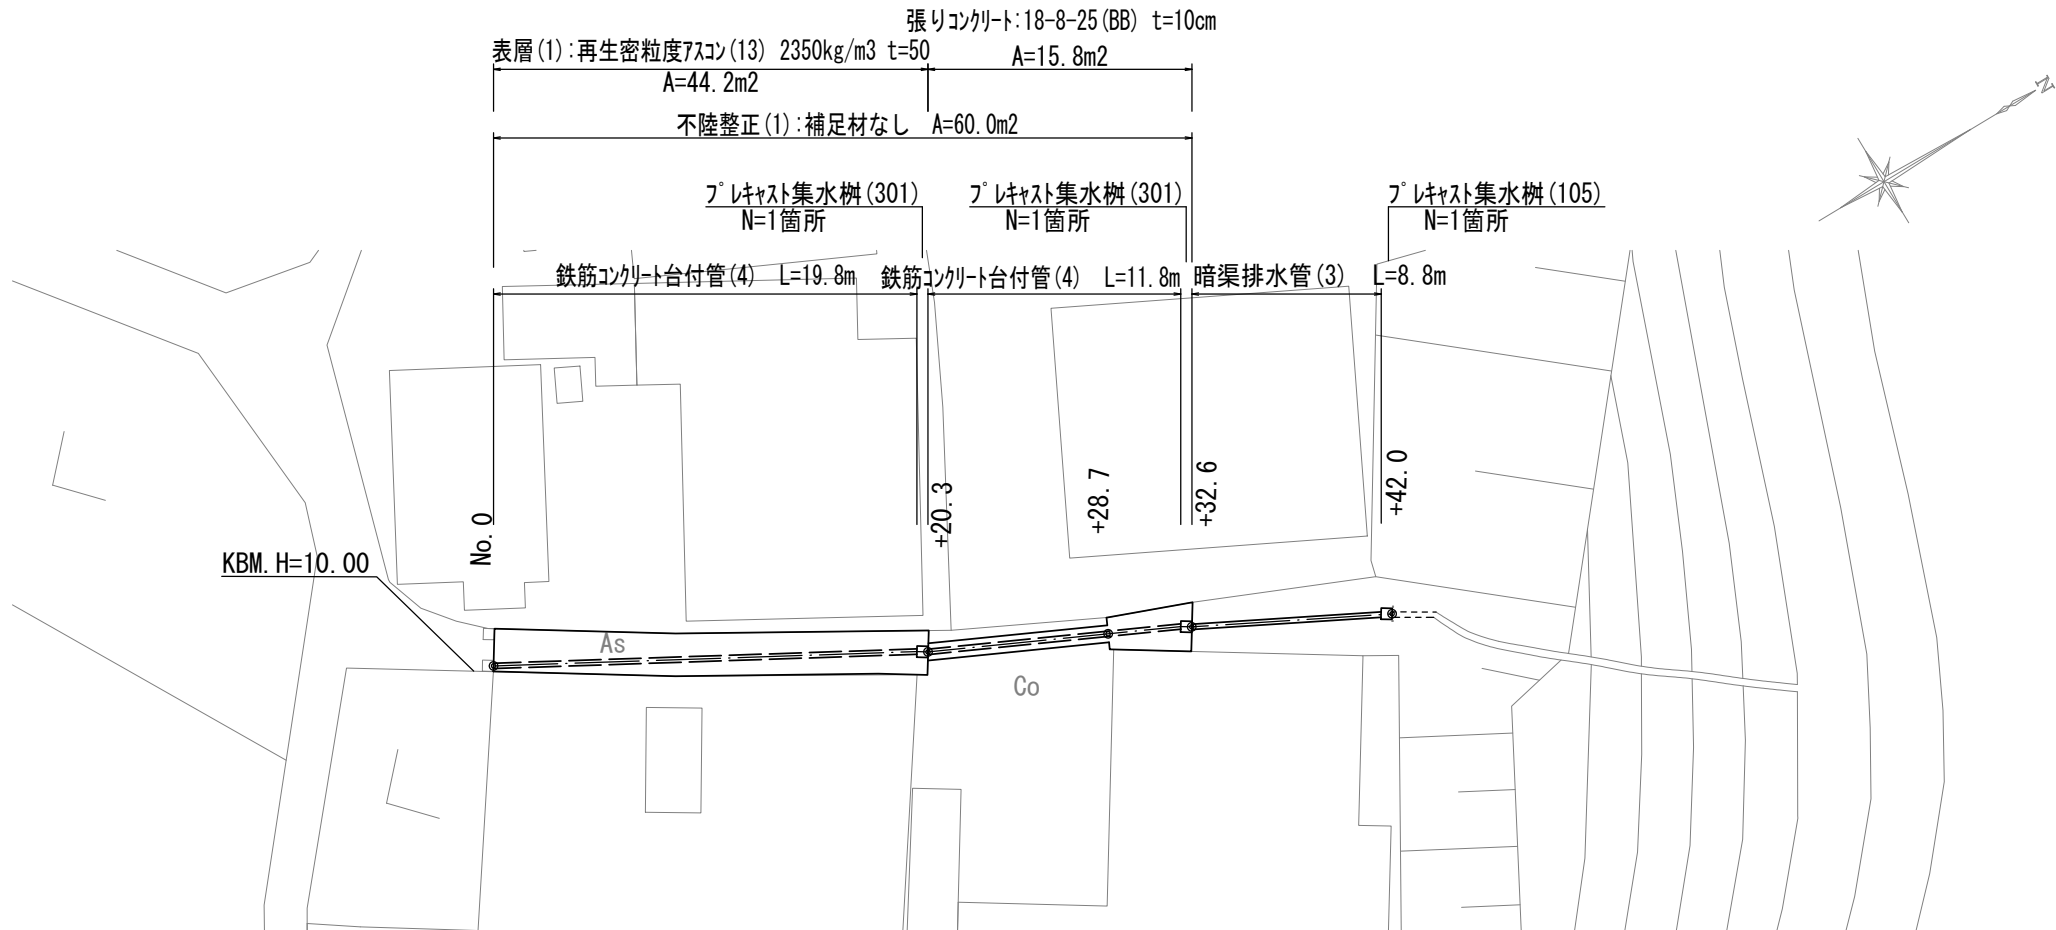 張りｺﾝｸﾘｰﾄ:18-8-25(BB) t=10cm
表層(1):再生密粒度ｱｽｺﾝ(13) 2350kg/m3 t=50
A=15.8m2
A=44.2m2
不陸整正(1):補足材なし A=60.0m2
ﾌﾟﾚｷｬｽﾄ集水桝(301)
N=1箇所
ﾌﾟﾚｷｬｽﾄ集水桝(301)
N=1箇所
ﾌﾟﾚｷｬｽﾄ集水桝(105)
N=1箇所
鉄筋ｺﾝｸﾘｰﾄ台付管(4) L=19.8m
鉄筋ｺﾝｸﾘｰﾄ台付管(4) L=11.8m
暗渠排水管(3) L=8.8m
No.0
+20.3
+28.7
+32.6
+42.0
KBM.H=10.00
As
Co
N